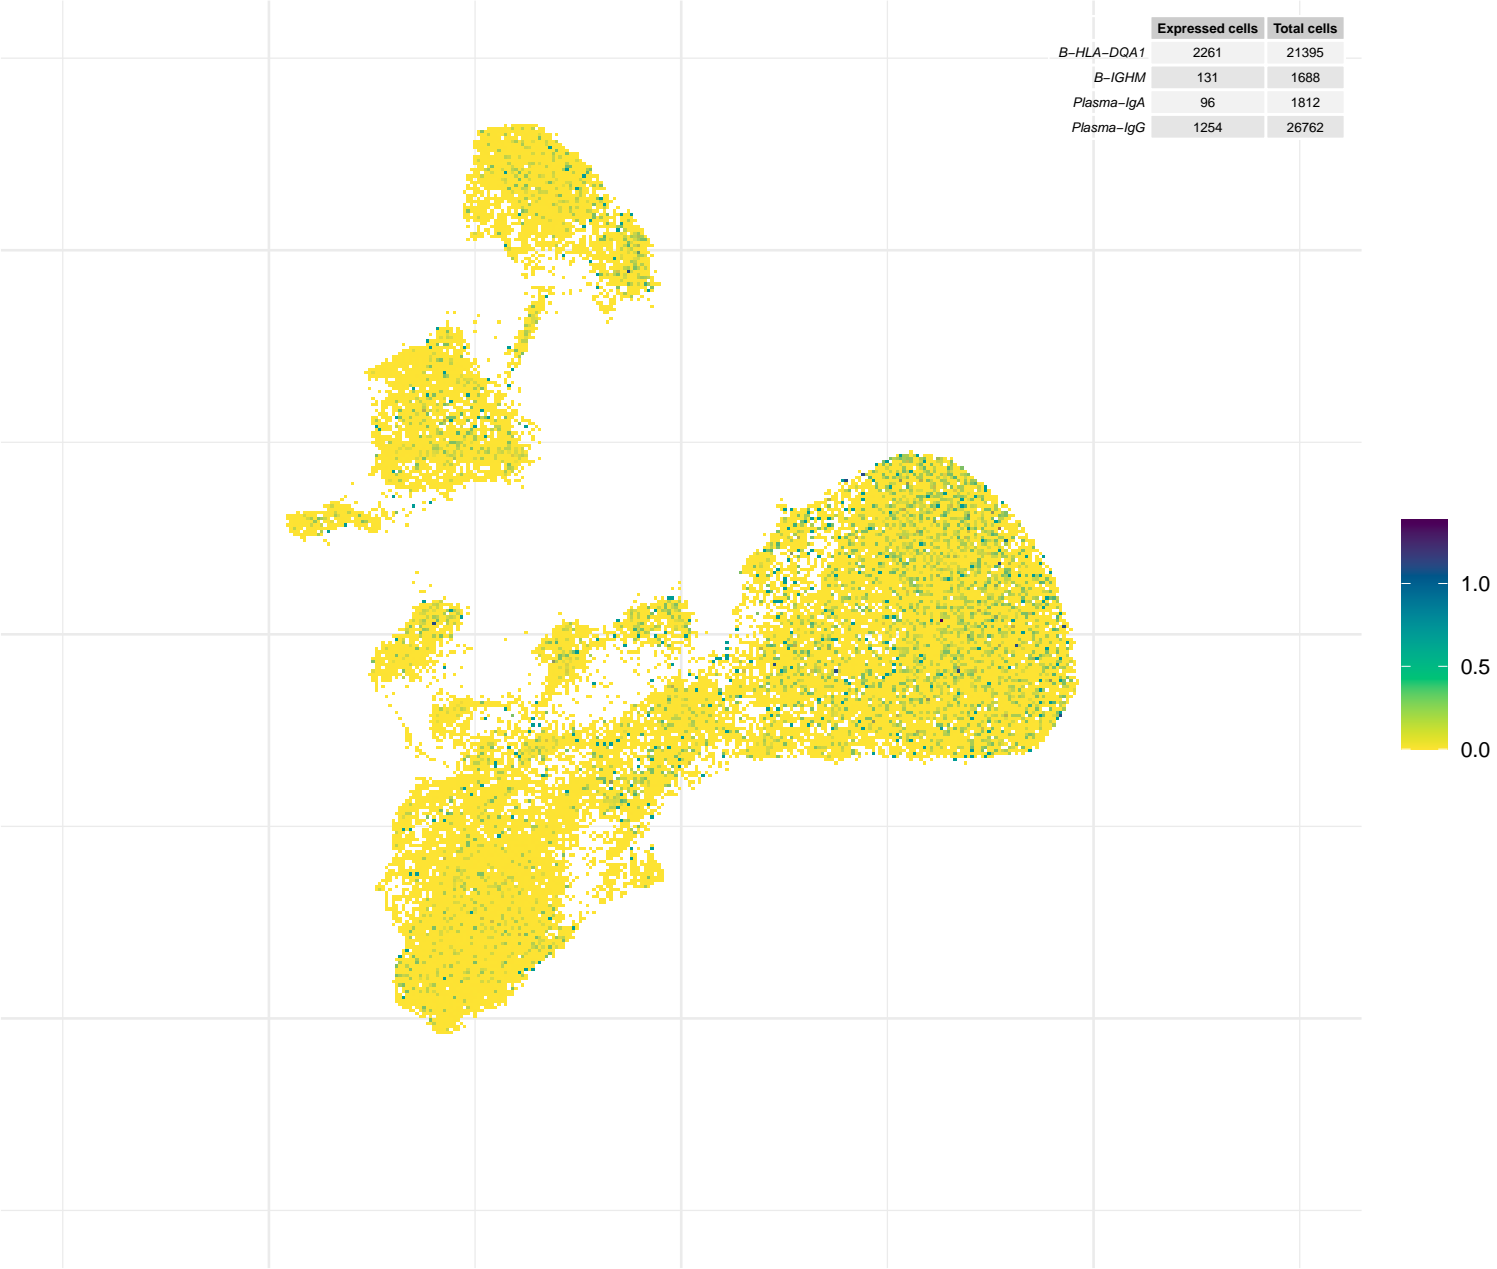 Expressed cells Total cells
B−HLA−DQA1 2261 21395
B−IGHM 131 1688
Plasma−IgA 96 1812
Plasma−IgG 1254 26762
1.0
0.5
0.0